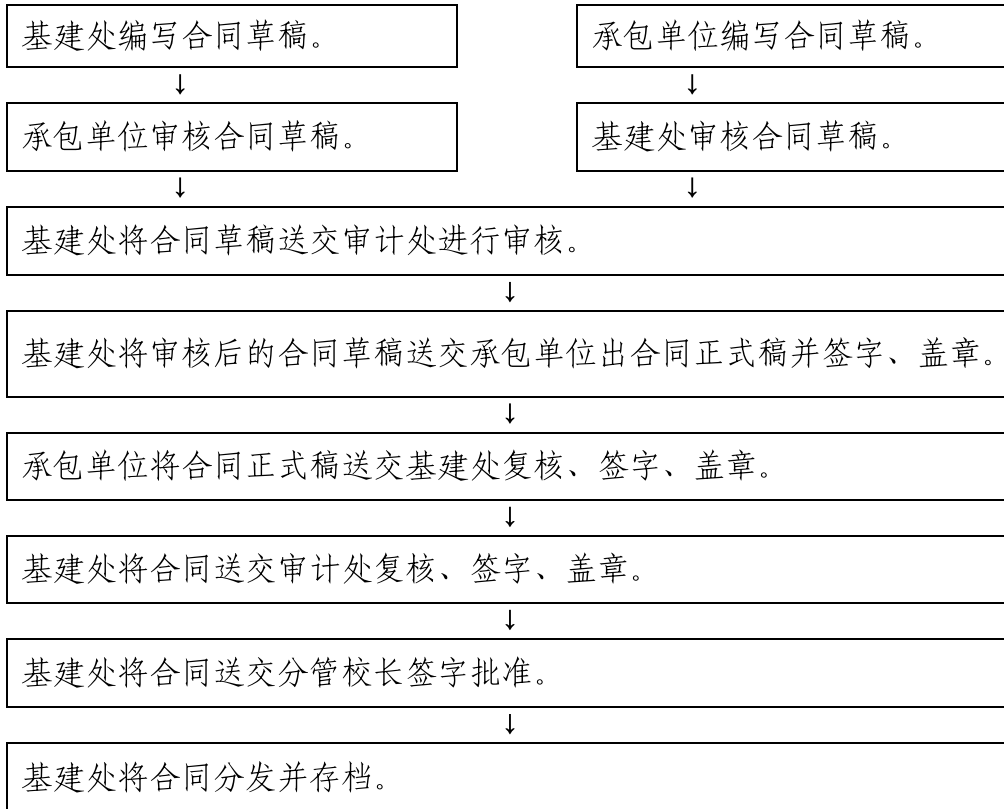 基建处编写合同草稿。
承包单位编写合同草稿。
↓
↓
承包单位审核合同草稿。
基建处审核合同草稿。
↓
↓
基建处将合同草稿送交审计处进行审核。
↓
基建处将审核后的合同草稿送交承包单位出合同正式稿并签字、盖章。
↓
承包单位将合同正式稿送交基建处复核、签字、盖章。
↓
基建处将合同送交审计处复核、签字、盖章。
↓
基建处将合同送交分管校长签字批准。
↓
基建处将合同分发并存档。